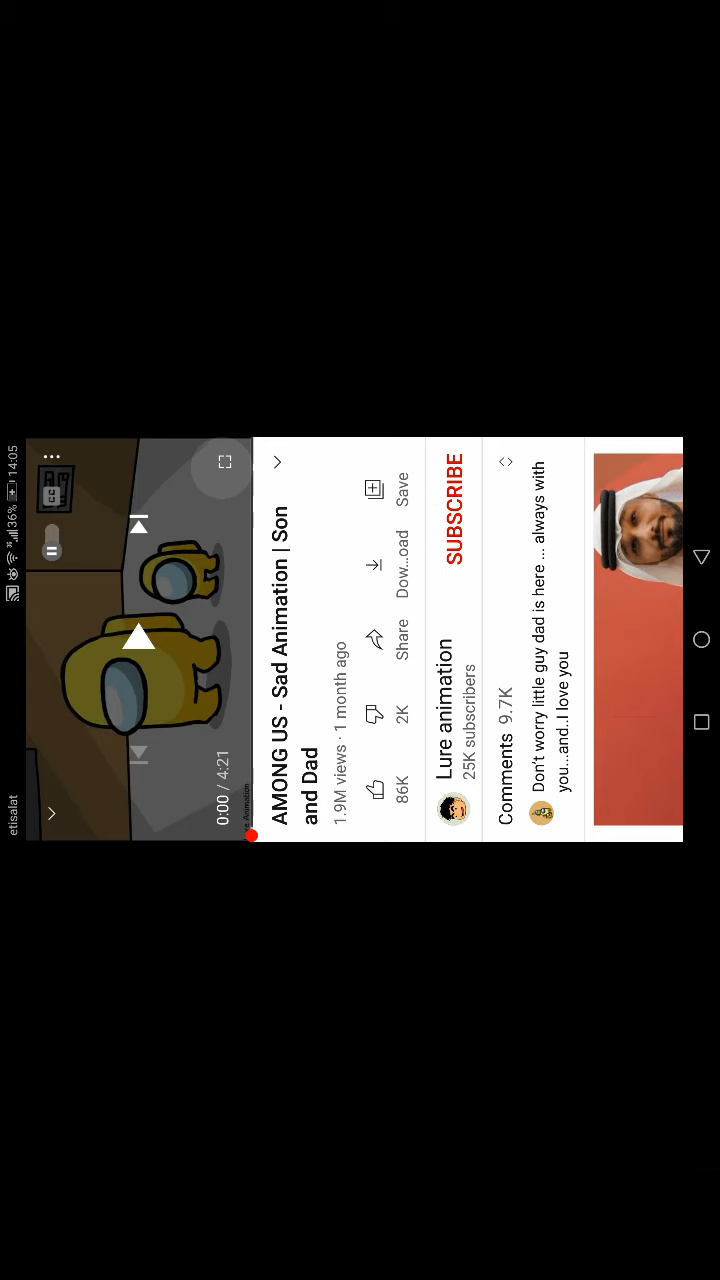 etisalat
36% 14:05
CC
0:00 / 4:21
Animation
AMONG US - Sad Animation | Son
and Dad
1.9M views · 1 month ago
86K
2K
Share
Dow...oad
Save
Lure animation
25K subscribers
SUBSCRIBE
Comments 9.7K
Don't worry little guy dad is here ... always with
you...and..I love you